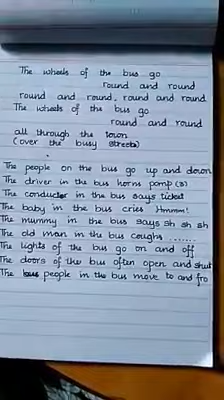 The wheels of the bus go
round and round
round and round, round and round
The wheels of the bus go
round and round
all through the town
(over the busy streets)
The people on the bus go up and down
The driver in the bus horns pomp (3)
The conductor in the bus says ticket
The baby in the bus cries Hmmm!
The mummy in the bus says sh sh sh
The old man in the bus coughs .......
The lights of the bus go on and off
The doors of the bus often open and shut
The people in the bus move to and fro